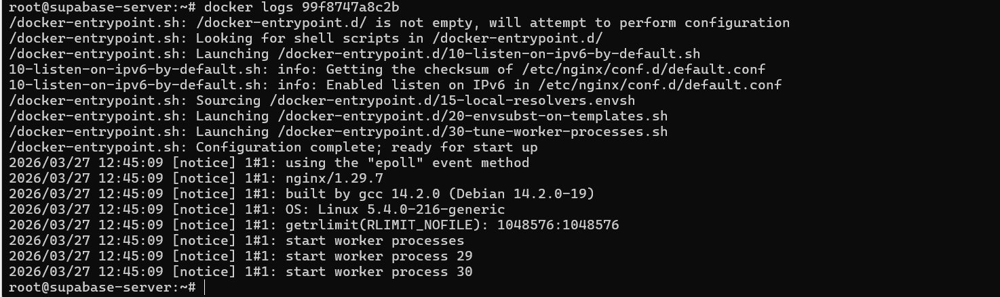 root@supabase-server:~# docker logs 99f8747a8c2b
/docker-entrypoint.sh: /docker-entrypoint.d/ is not empty, will attempt to perform configuration
/docker-entrypoint.sh: Looking for shell scripts in /docker-entrypoint.d/
/docker-entrypoint.sh: Launching /docker-entrypoint.d/10-listen-on-ipv6-by-default.sh
10-listen-on-ipv6-by-default.sh: info: Getting the checksum of /etc/nginx/conf.d/default.conf
10-listen-on-ipv6-by-default.sh: info: Enabled listen on IPv6 in /etc/nginx/conf.d/default.conf
/docker-entrypoint.sh: Sourcing /docker-entrypoint.d/15-local-resolvers.envsh
/docker-entrypoint.sh: Launching /docker-entrypoint.d/20-envsubst-on-templates.sh
/docker-entrypoint.sh: Launching /docker-entrypoint.d/30-tune-worker-processes.sh
/docker-entrypoint.sh: Configuration complete; ready for start up
2026/03/27 12:45:09 [notice] 1#1: using the "epoll" event method
2026/03/27 12:45:09 [notice] 1#1: nginx/1.29.7
2026/03/27 12:45:09 [notice] 1#1: built by gcc 14.2.0 (Debian 14.2.0-19)
2026/03/27 12:45:09 [notice] 1#1: OS: Linux 5.4.0-216-generic
2026/03/27 12:45:09 [notice] 1#1: getrlimit(RLIMIT_NOFILE): 1048576:1048576
2026/03/27 12:45:09 [notice] 1#1: start worker processes
2026/03/27 12:45:09 [notice] 1#1: start worker process 29
2026/03/27 12:45:09 [notice] 1#1: start worker process 30
root@supabase-server:~#